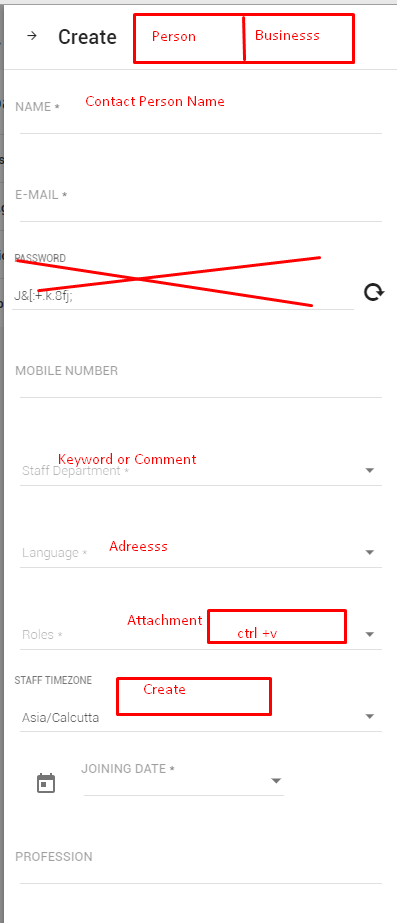 → Create Person Businesss
NAME * Contact Person Name
E-MAIL *
PASSWORD
J&[:+.k.8fj;
MOBILE NUMBER
Keyword or Comment
Staff Department *
Language * Adreesss
Attachment
Roles * ctrl +v
STAFF TIMEZONE
Create
Asia/Calcutta
JOINING DATE *
PROFESSION